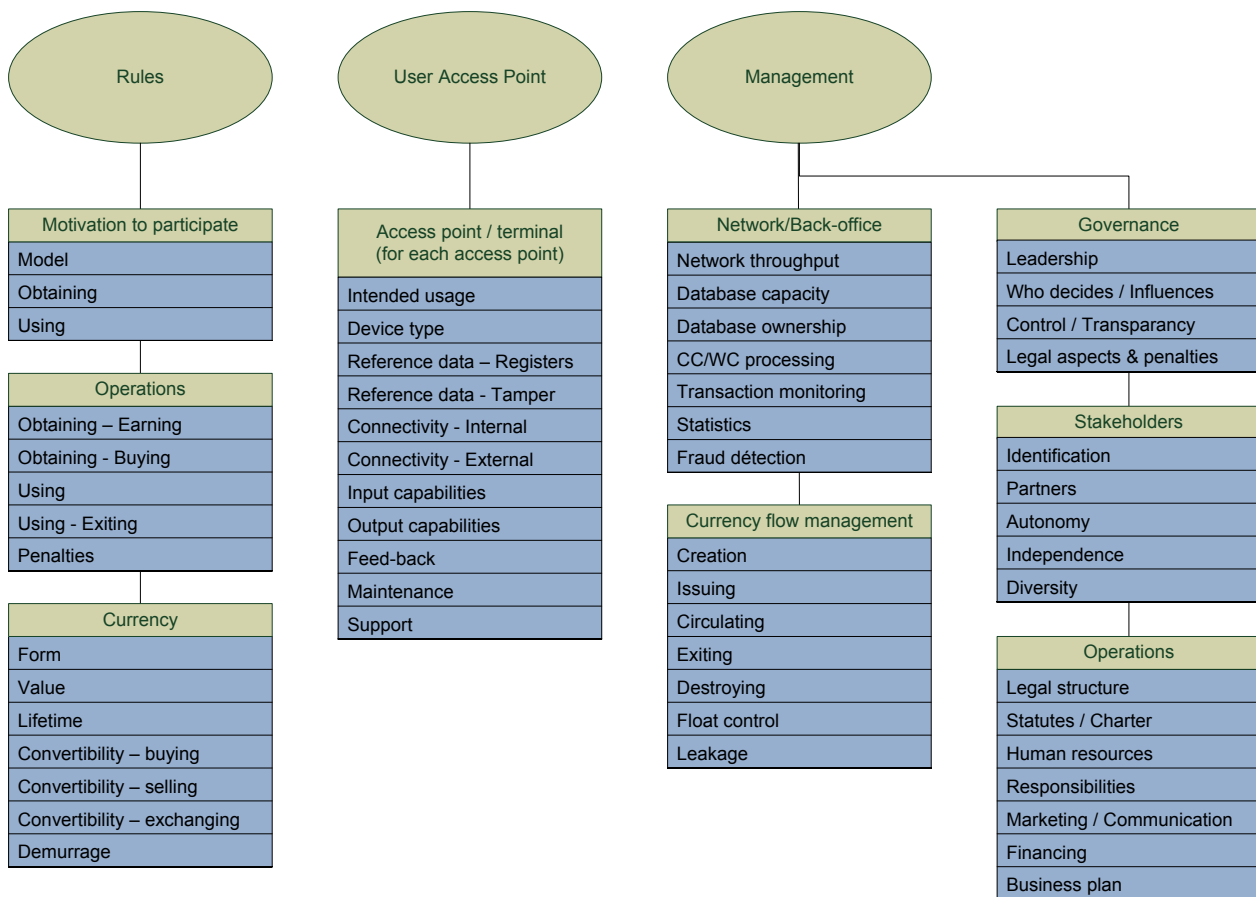 Rules
User Access Point
Management
Motivation to participate
Model
Obtaining
Using
Operations
Obtaining – Earning
Obtaining - Buying
Using
Using - Exiting
Penalties
Currency
Form
Value
Lifetime
Convertibility – buying
Convertibility – selling
Convertibility – exchanging
Demurrage
Access point / terminal
(for each access point)
Intended usage
Device type
Reference data – Registers
Reference data - Tamper
Connectivity - Internal
Connectivity - External
Input capabilities
Output capabilities
Feed-back
Maintenance
Support
Network/Back-office
Network throughput
Database capacity
Database ownership
CC/WC processing
Transaction monitoring
Statistics
Fraud détection
Currency flow management
Creation
Issuing
Circulating
Exiting
Destroying
Float control
Leakage
Governance
Leadership
Who decides / Influences
Control / Transparancy
Legal aspects & penalties
Stakeholders
Identification
Partners
Autonomy
Independence
Diversity
Operations
Legal structure
Statutes / Charter
Human resources
Responsibilities
Marketing / Communication
Financing
Business plan